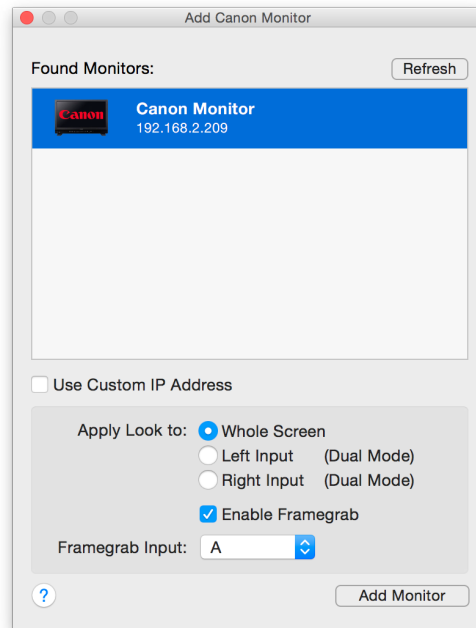 Add Canon Monitor
Found Monitors:
Refresh
Canon
Canon Monitor
192.168.2.209
Use Custom IP Address
Apply Look to:
Whole Screen
Left Input (Dual Mode)
Right Input (Dual Mode)
Enable Framegrab
Framegrab Input:
A
?
Add Monitor